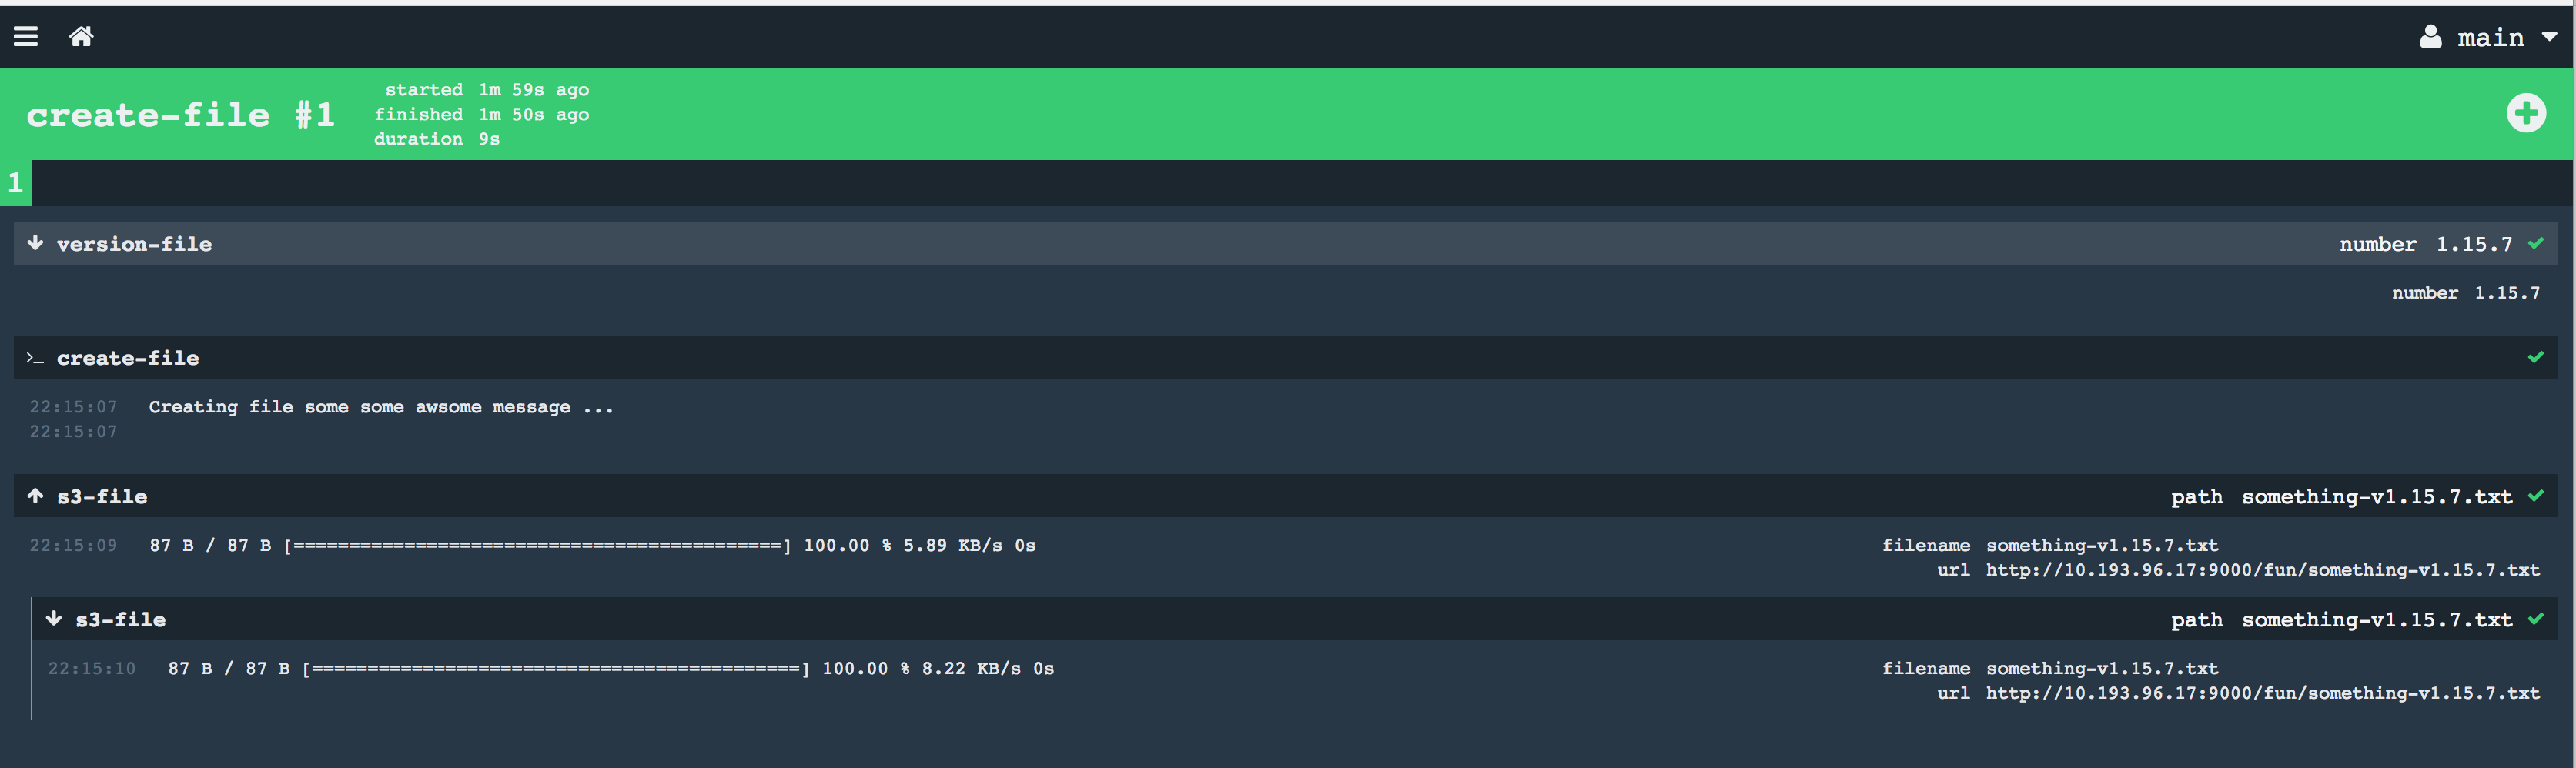 main
create-file #1
started 1m 59s ago
finished 1m 50s ago
duration 9s
1
version-file number 1.15.7
number 1.15.7
>_ create-file
22:15:07 Creating file some some awsome message ...
22:15:07
s3-file path something-v1.15.7.txt
22:15:09 87 B / 87 B [============================================] 100.00 % 5.89 KB/s 0s
filename something-v1.15.7.txt
url http://10.193.96.17:9000/fun/something-v1.15.7.txt
s3-file path something-v1.15.7.txt
22:15:10 87 B / 87 B [============================================] 100.00 % 8.22 KB/s 0s
filename something-v1.15.7.txt
url http://10.193.96.17:9000/fun/something-v1.15.7.txt